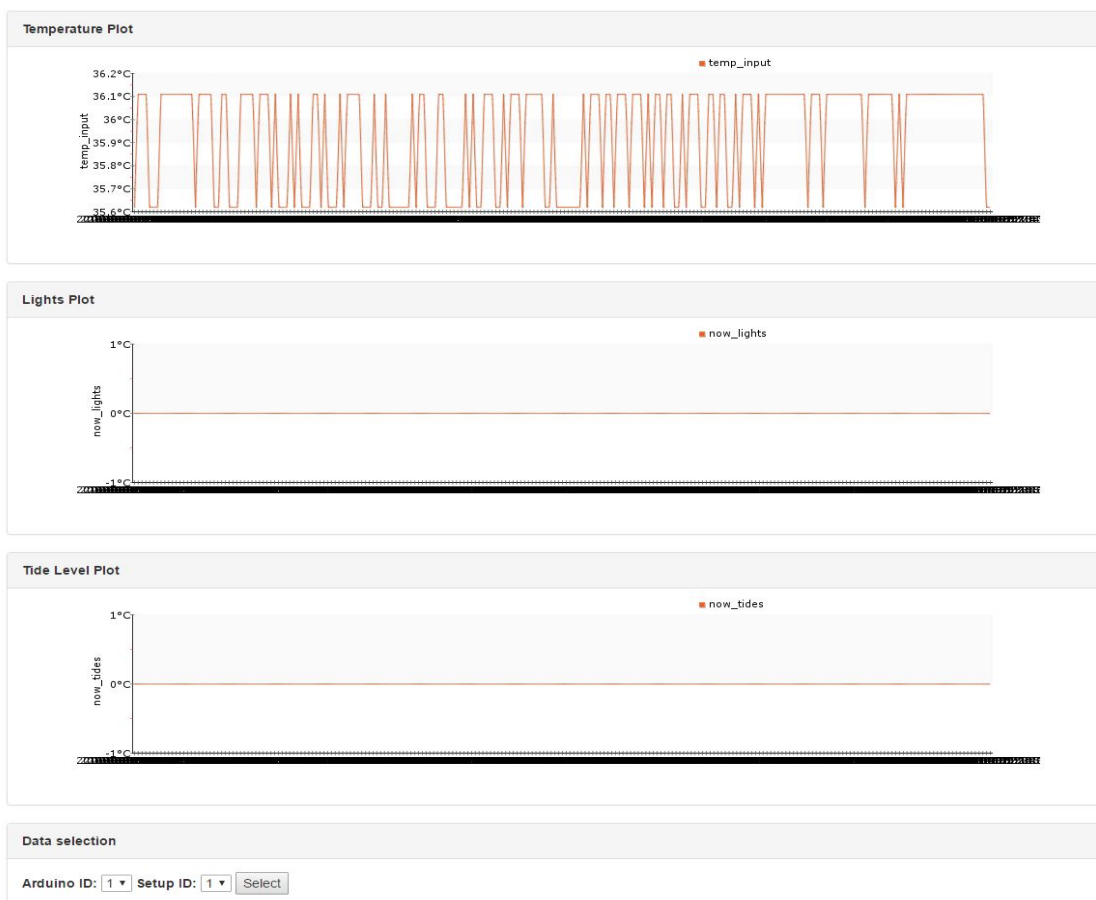 Temperature Plot
temp_input
36.2°C
36.1°C
36°C
35.9°C
35.8°C
35.7°C
35.6°C
temp_input
Lights Plot
now_lights
1°C
0°C
-1°C
now_lights
Tide Level Plot
now_tides
1°C
0°C
-1°C
now_tides
Data selection
Arduino ID: 1 Setup ID: 1 Select